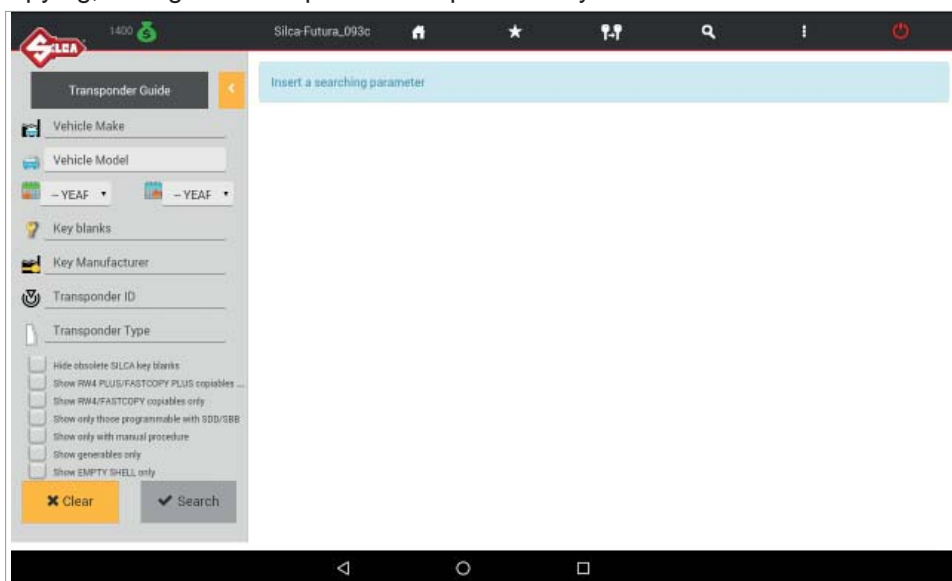 SILCA
1400
Silca-Futura_093c
Transponder Guide
Insert a searching parameter
Vehicle Make
Vehicle Model
-- YEAF
-- YEAF
Key blanks
Key Manufacturer
Transponder ID
Transponder Type
Hide obsolete SILCA key blanks
Show RW4 PLUS/FASTCOPY PLUS copiables ...
Show RW4/FASTCOPY copiables only
Show only those programmable with SDD/SBB
Show only with manual procedure
Show generables only
Show EMPTY SHELL only
Clear
Search